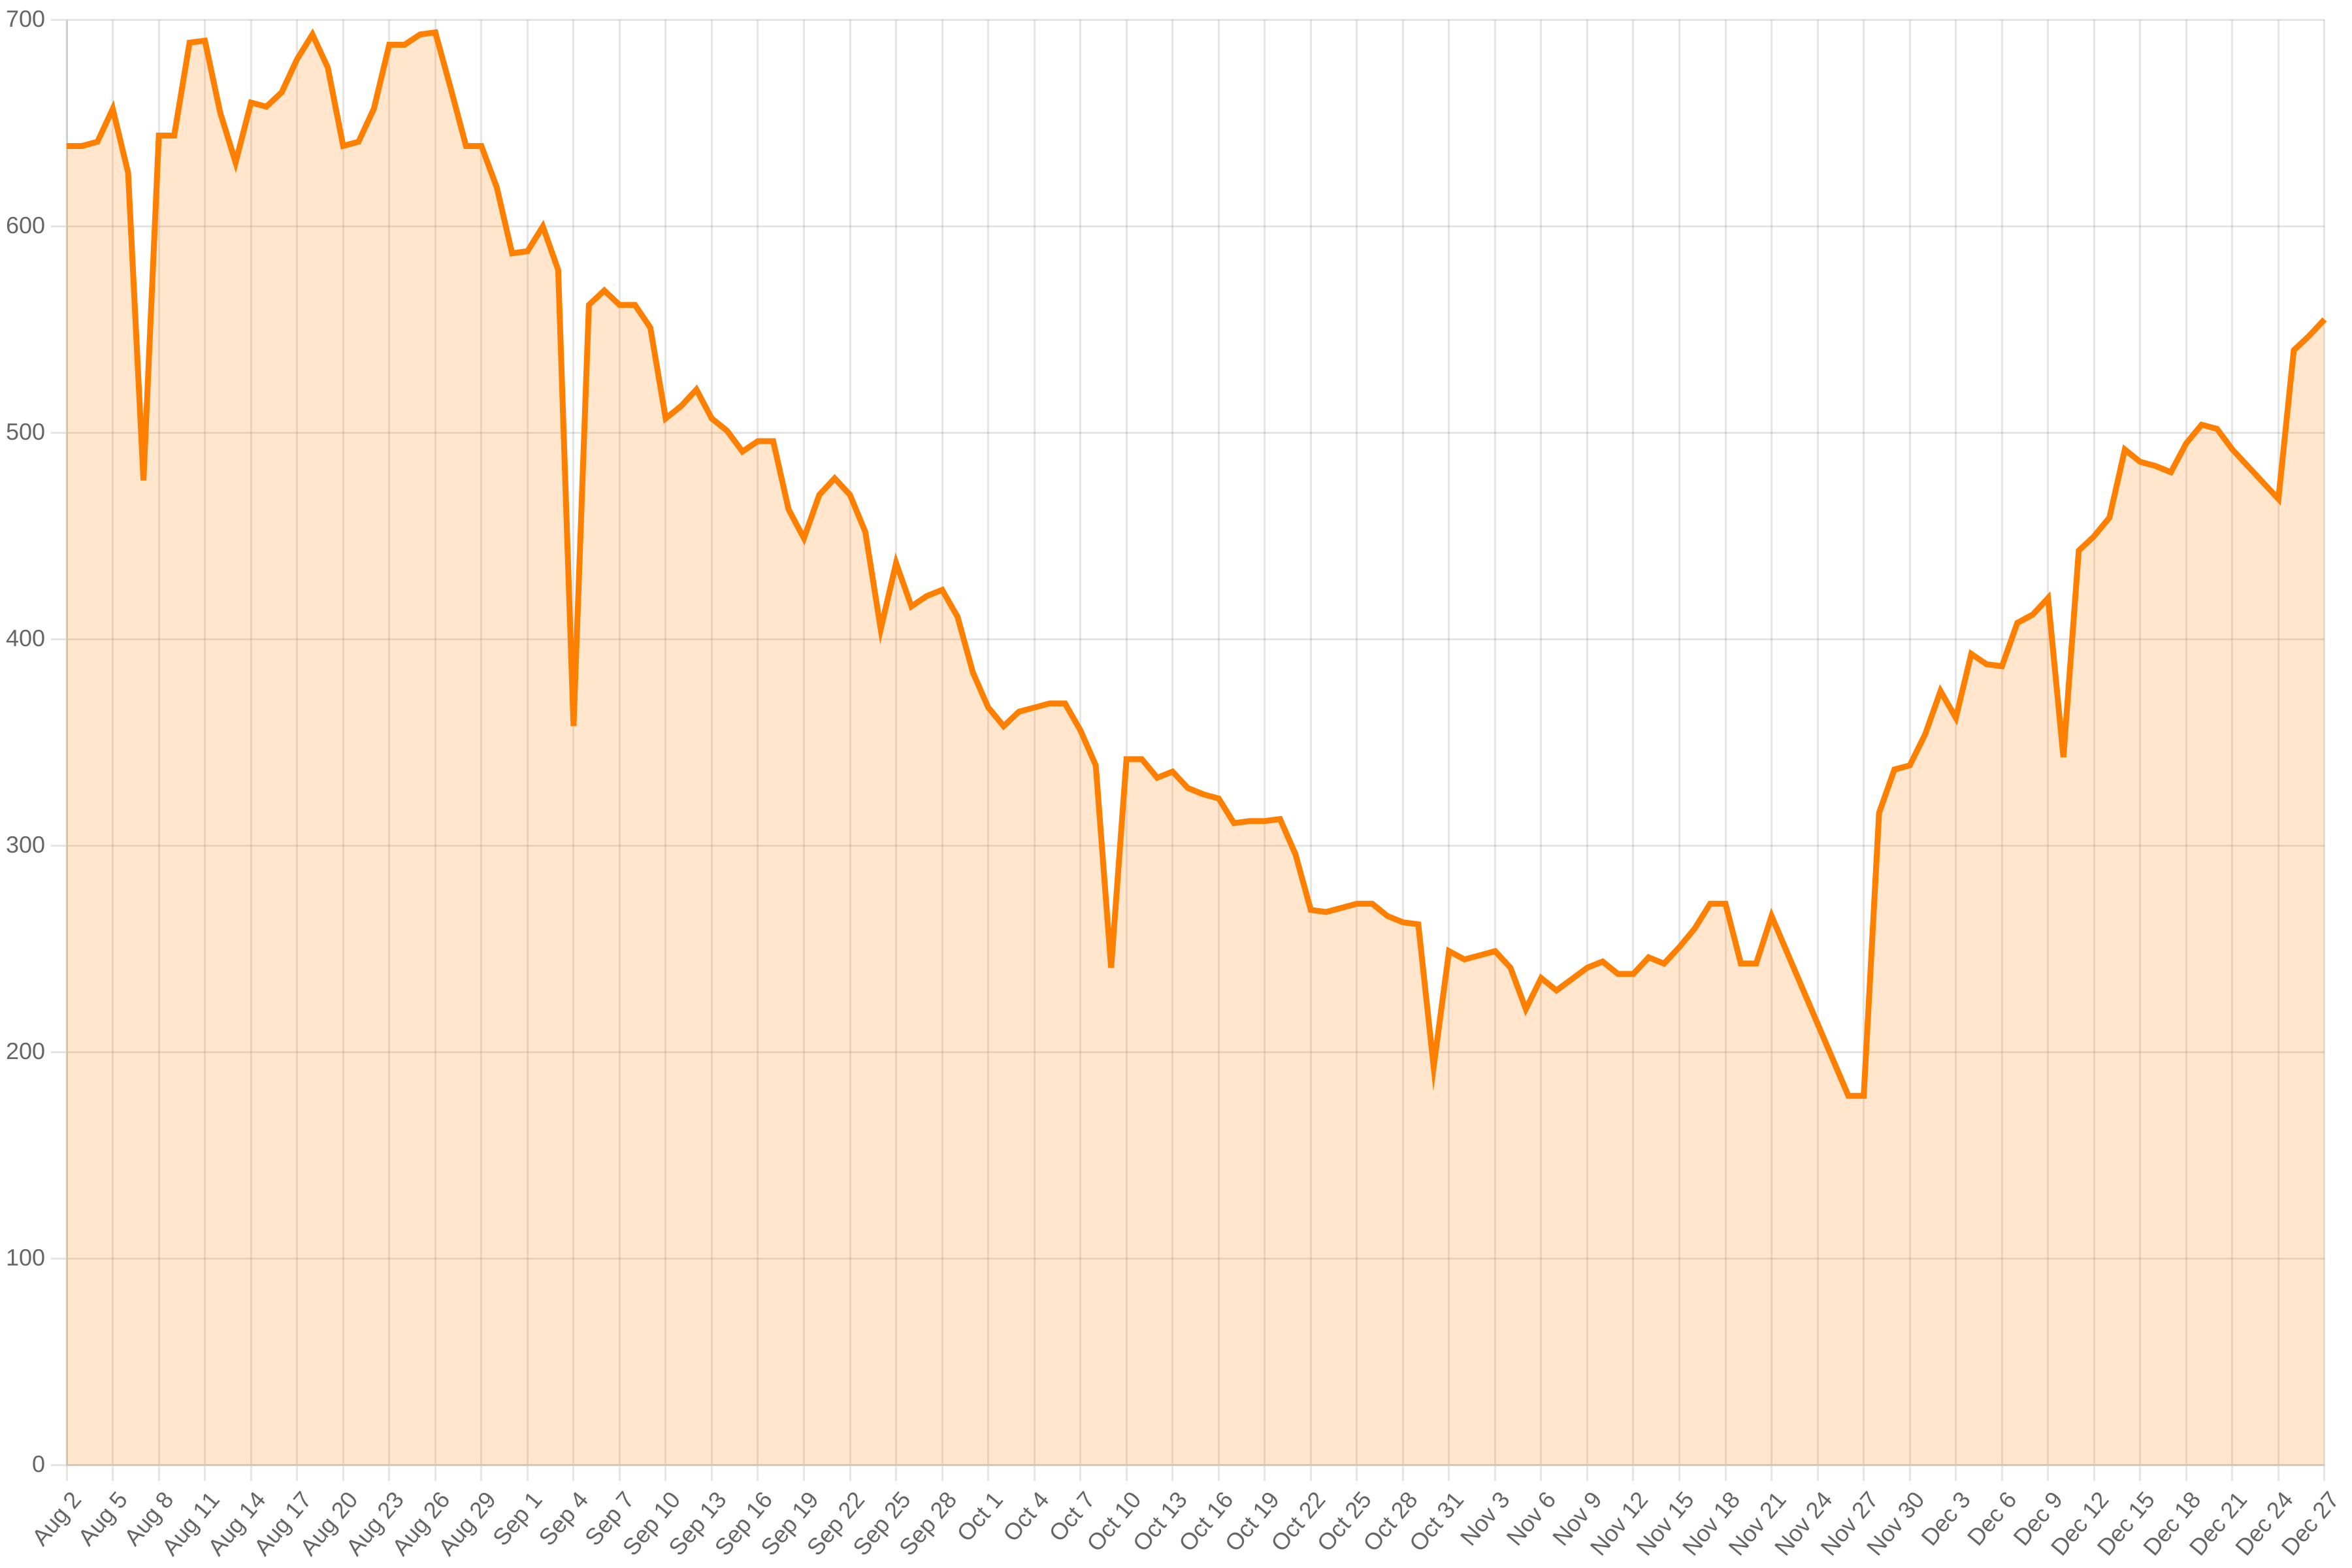 700
600
500
400
300
200
100
0
Aug 2
Aug 5
Aug 8
Aug 11
Aug 14
Aug 17
Aug 20
Aug 23
Aug 26
Aug 29
Sep 1
Sep 4
Sep 7
Sep 10
Sep 13
Sep 16
Sep 19
Sep 22
Sep 25
Sep 28
Oct 1
Oct 4
Oct 7
Oct 10
Oct 13
Oct 16
Oct 19
Oct 22
Oct 25
Oct 28
Oct 31
Nov 3
Nov 6
Nov 9
Nov 12
Nov 15
Nov 18
Nov 21
Nov 24
Nov 27
Nov 30
Dec 3
Dec 6
Dec 9
Dec 12
Dec 15
Dec 18
Dec 21
Dec 24
Dec 27